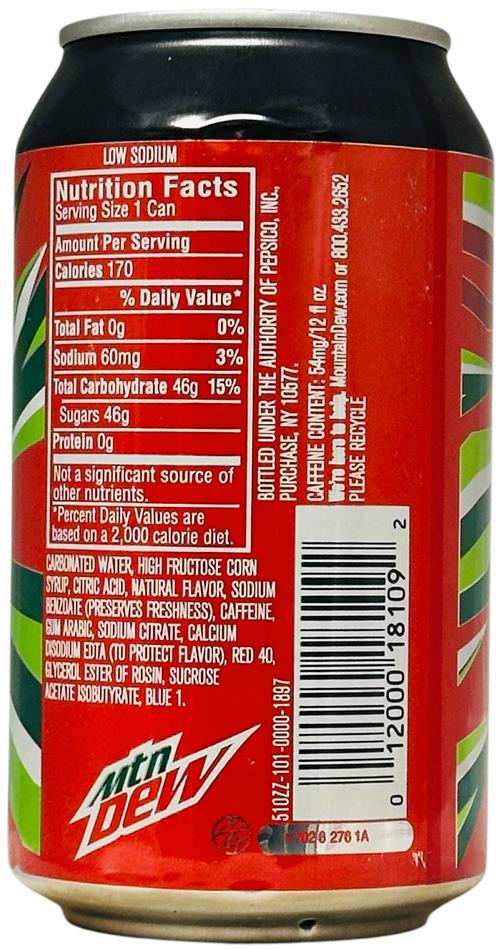 LOW SODIUM
Nutrition Facts
Serving Size 1 Can
Amount Per Serving
Calories 170
% Daily Value*
Total Fat 0g 0%
Sodium 60mg 3%
Total Carbohydrate 46g 15%
Sugars 46g
Protein 0g
Not a significant source of
other nutrients.
*Percent Daily Values are
based on a 2,000 calorie diet.
CARBONATED WATER, HIGH FRUCTOSE CORN
SYRUP, CITRIC ACID, NATURAL FLAVOR, SODIUM
BENZOATE (PRESERVES FRESHNESS), CAFFEINE,
GUM ARABIC, SODIUM CITRATE, CALCIUM
DISODIUM EDTA (TO PROTECT FLAVOR), RED 40,
GLYCEROL ESTER OF ROSIN, SUCROSE
ACETATE ISOBUTYRATE, BLUE 1.
mtn
DEW
BOTTLED UNDER THE AUTHORITY OF PEPSICO, INC.,
PURCHASE, NY 10577.
CAFFEINE CONTENT: 54mg/12 fl oz.
We're here to help. MountainDew.com or 800.433.2652
PLEASE RECYCLE
510ZZ-101-0000-1697
0 12000 18109 2
702 8 278 1A